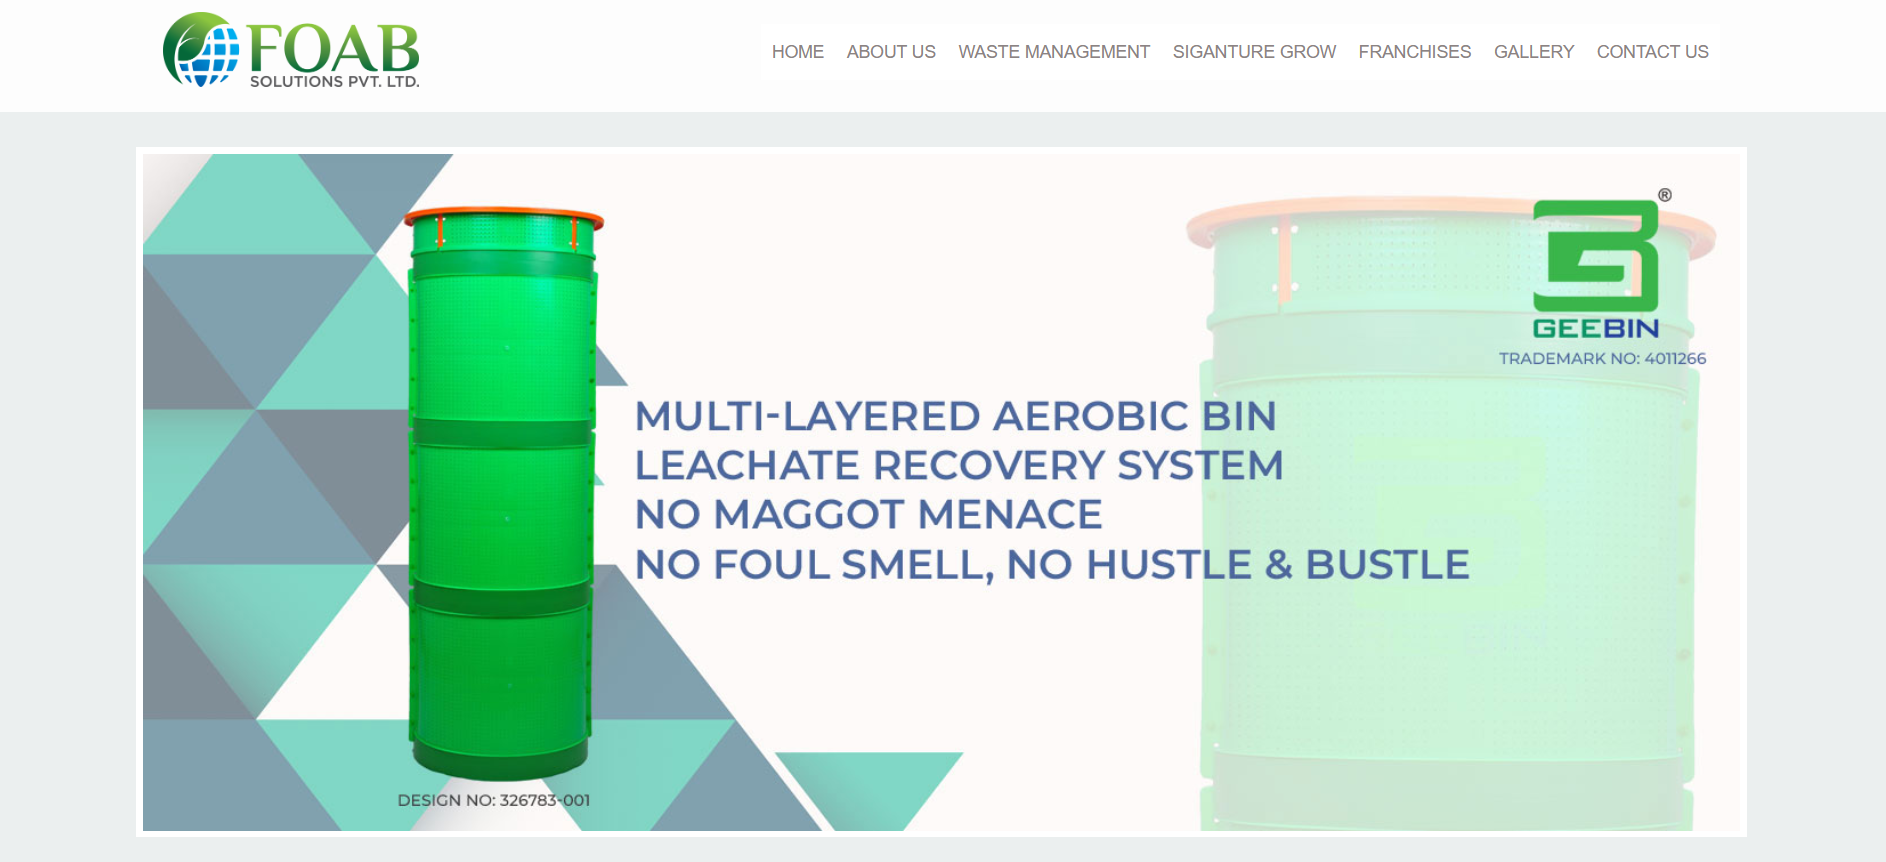 FOAB
SOLUTIONS PVT. LTD.
HOME ABOUT US WASTE MANAGEMENT SIGANTURE GROW FRANCHISES GALLERY CONTACT US
®
GEEBIN
TRADEMARK NO: 4011266
MULTI-LAYERED AEROBIC BIN
LEACHATE RECOVERY SYSTEM
NO MAGGOT MENACE
NO FOUL SMELL, NO HUSTLE & BUSTLE
DESIGN NO: 326783-001